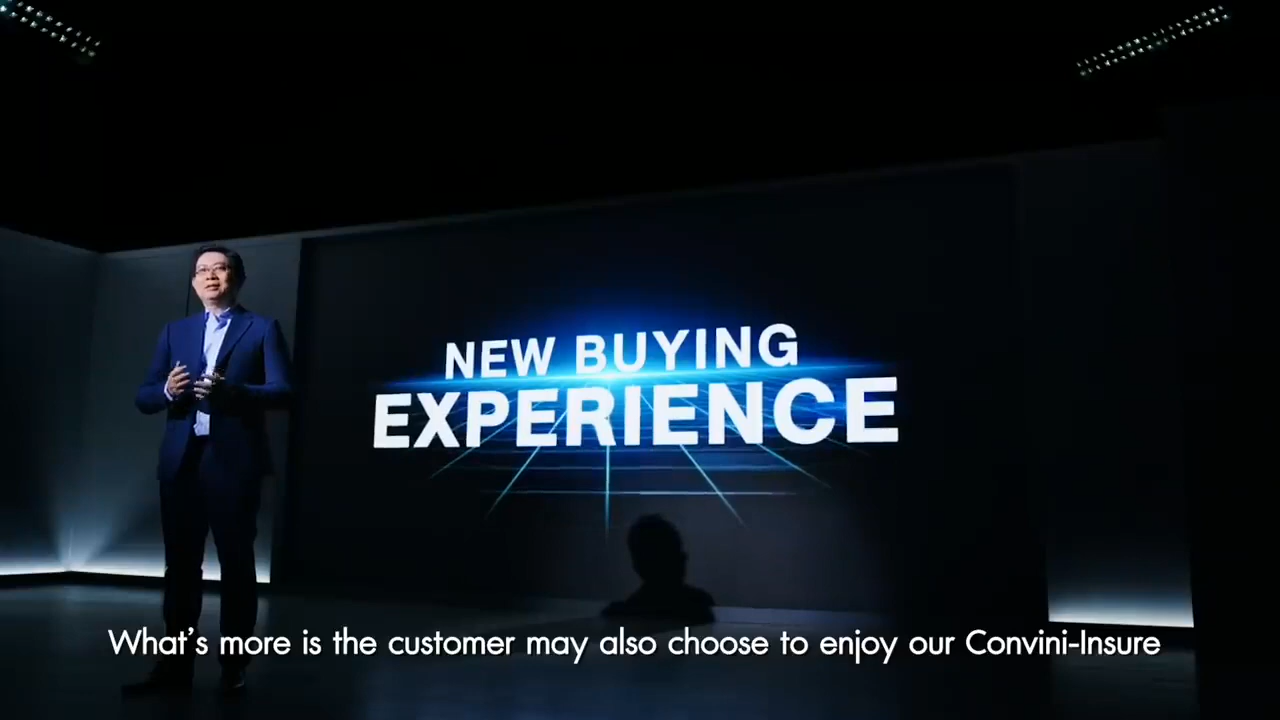 NEW BUYING
EXPERIENCE
What's more is the customer may also choose to enjoy our Convini-Insure